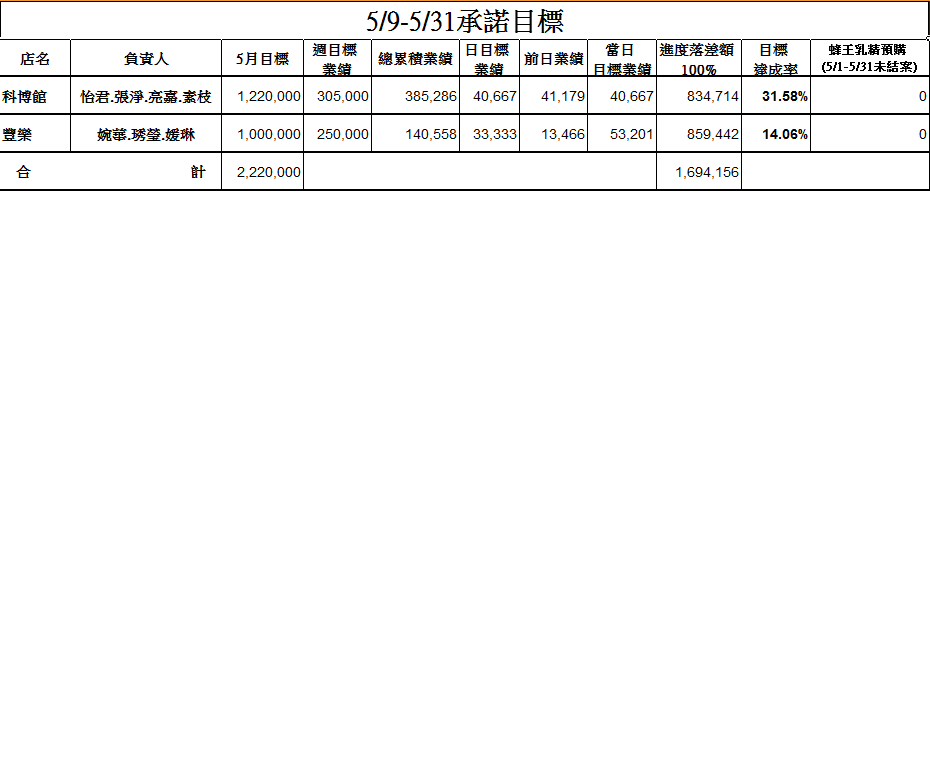 5/9-5/31承諾目標
店名 負責人 5月目標 週目標業績 總累積業績 日目標業績 前日業績 當日目標業績 進度落差額100% 目標達成率 蜂王乳精預購(5/1-5/31未結案)
科博館 怡君.張淨.亮嘉.素枝 1,220,000 305,000 385,286 40,667 41,179 40,667 834,714 31.58% 0
豐樂 婉華.琇瑩.媛琳 1,000,000 250,000 140,558 33,333 13,466 53,201 859,442 14.06% 0
合 計 2,220,000 1,694,156